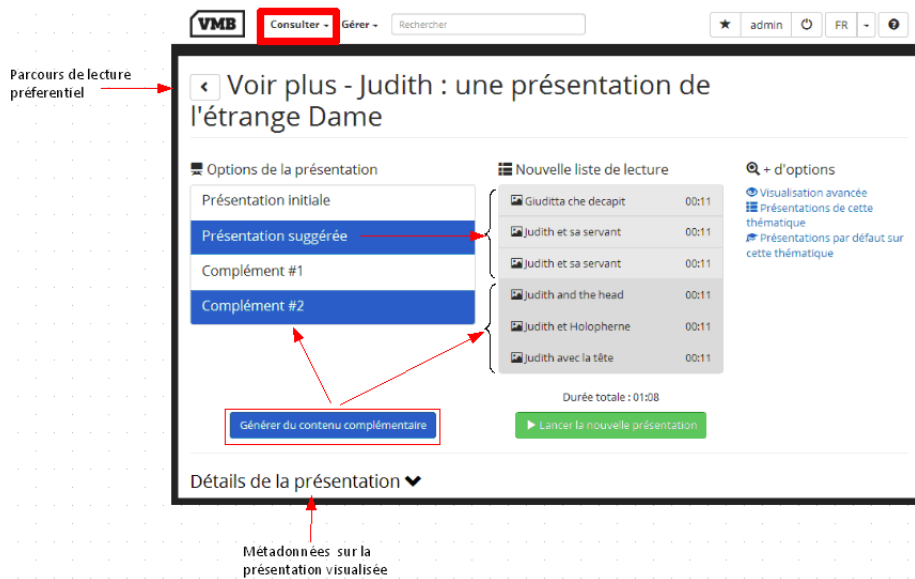 VMB
Consulter
Gérer
Rechercher
admin
FR
Parcours de lecture
préferentiel
Voir plus - Judith : une présentation de
l'étrange Dame
Options de la présentation
Présentation initiale
Présentation suggérée
Complément #1
Complément #2
Générer du contenu complémentaire
Nouvelle liste de lecture
Giuditta che decapit 00:11
Judith et sa servant 00:11
Judith et sa servant 00:11
Judith and the head 00:11
Judith et Holopherne 00:11
Judith avec la tête 00:11
Durée totale : 01:08
Lancer la nouvelle présentation
+ d'options
Visualisation avancée
Présentations de cette
thématique
Présentations par défaut sur
cette thématique
Détails de la présentation
Métadonnées sur la
présentation visualisée